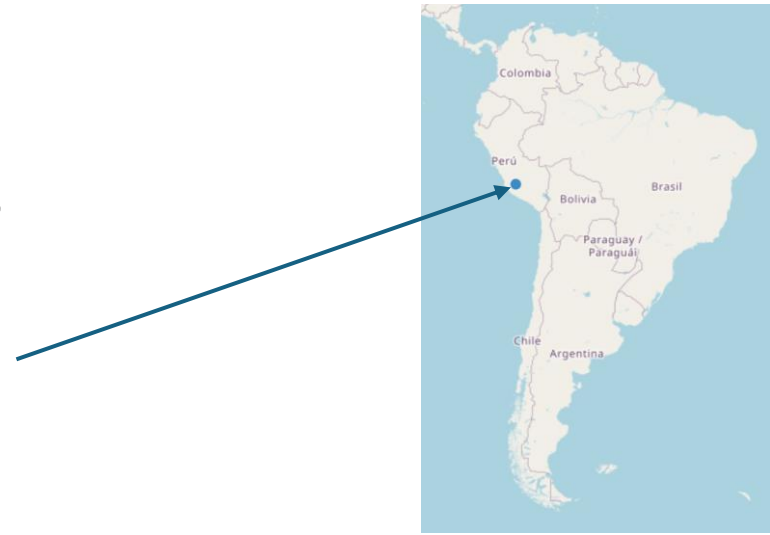 Colombia
Perú
Brasil
Bolivia
Paraguay /
Paraguái
Chile
Argentina